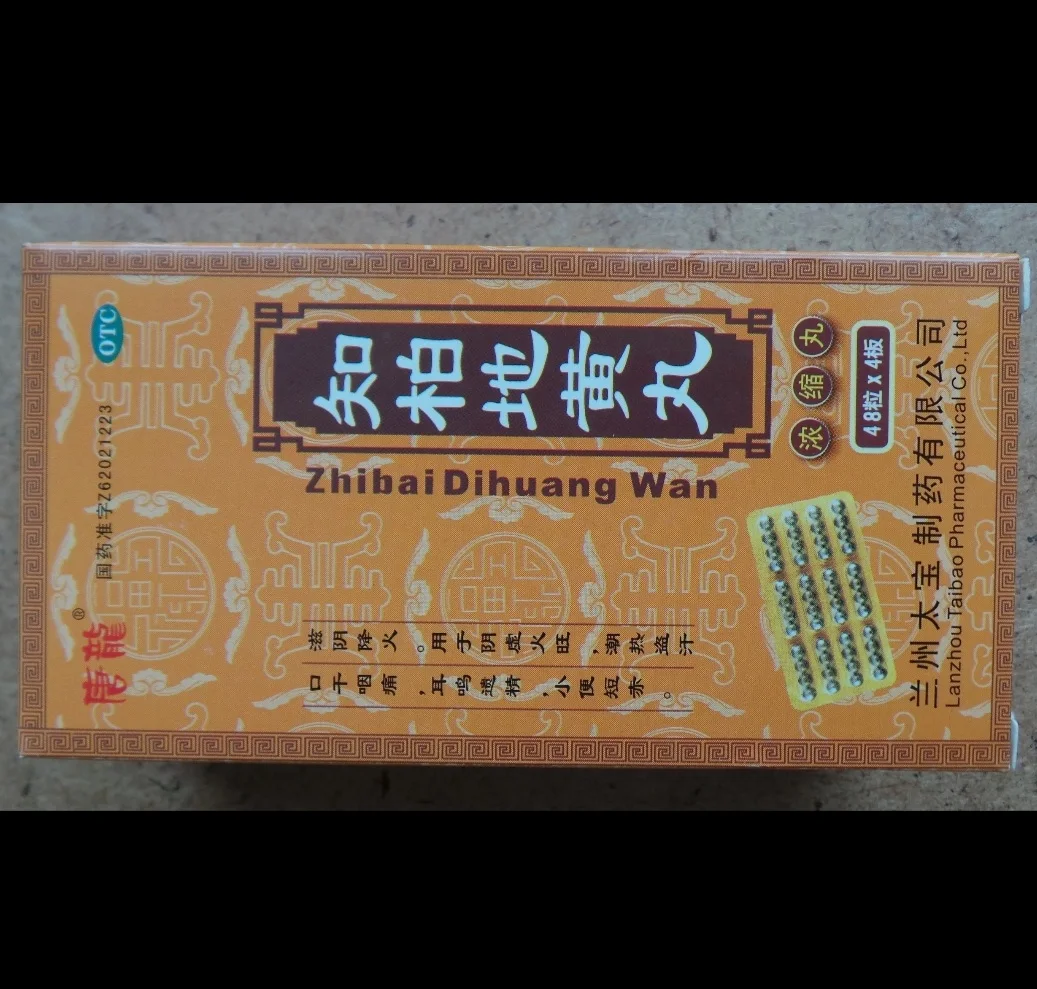 OTC
国药准字Z62021223
唐龍®
知柏地黄丸
Zhibai Dihuang Wan
滋阴降火。用于阴虚火旺,潮热盗汗
口干咽痛,耳鸣遗精,小便短赤。
浓缩丸
48粒x4板
兰州太宝制药有限公司
Lanzhou Taibao Pharmaceutical Co.,Ltd